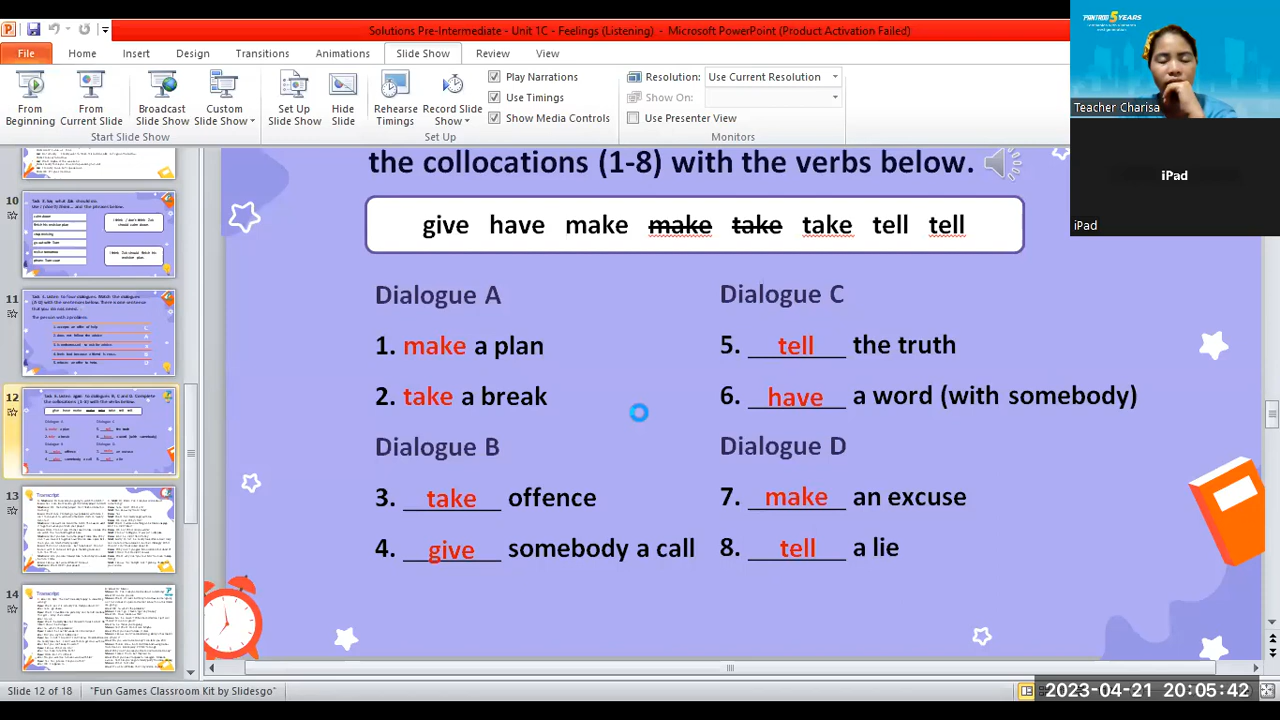 Solutions Pre-Intermediate - Unit 1C - Feelings (Listening) - Microsoft PowerPoint (Product Activation Failed)
File Home Insert Design Transitions Animations Slide Show Review View
From Beginning
From Current Slide
Broadcast Slide Show
Custom Slide Show
Start Slide Show
Set Up Slide Show
Hide Slide
Rehearse Timings
Record Slide Show
Play Narrations
Use Timings
Show Media Controls
Set Up
Resolution: Use Current Resolution
Show On:
Use Presenter View
Monitors
5 YEARS
Teacher Charisa
iPad
iPad
10
11
12
13
Transcript
14
Transcript
the collocations (1-8) with the verbs below.
give have make make take take tell tell
Dialogue A
1. make a plan
2. take a break
Dialogue B
3. take offence
4. give somebody a call
Dialogue C
5. tell the truth
6. have a word (with somebody)
Dialogue D
7. make an excuse
8. tell a lie
Slide 12 of 18
"Fun Games Classroom Kit by Slidesgo"
2023-04-21 20:05:42